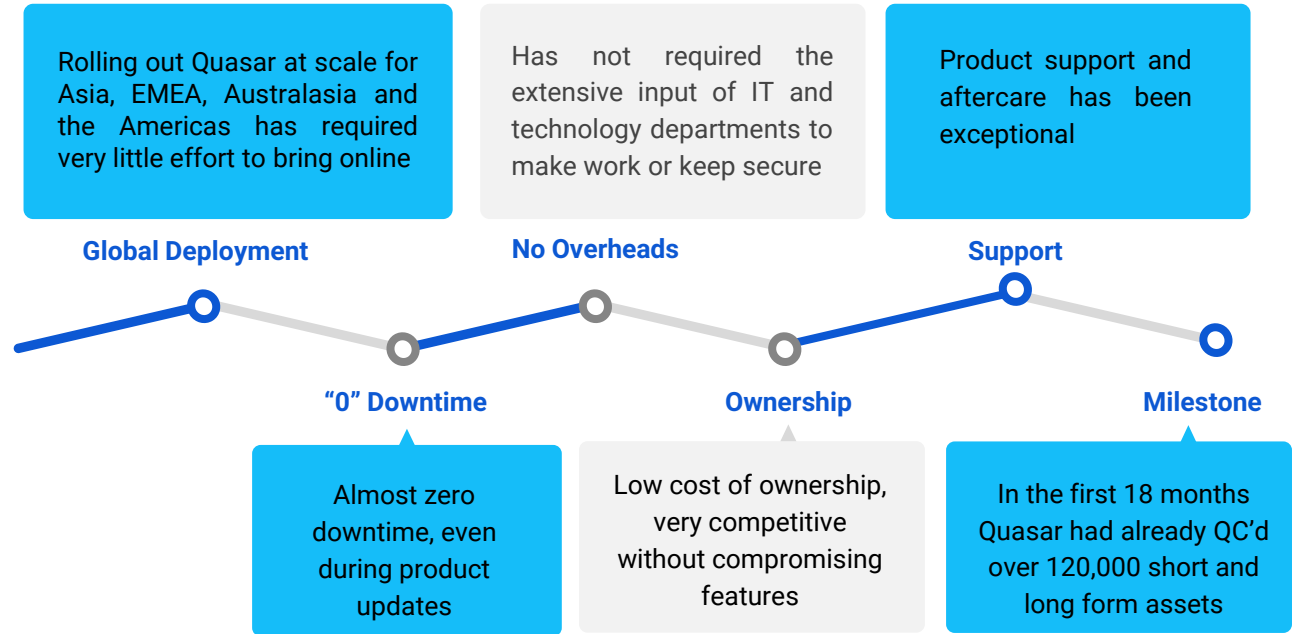 Rolling out Quasar at scale for
Asia, EMEA, Australasia and
the Americas has required
very little effort to bring online
Has not required the
extensive input of IT and
technology departments to
make work or keep secure
Product support and
aftercare has been
exceptional
Global Deployment
No Overheads
Support
“0” Downtime
Ownership
Milestone
Almost zero
downtime, even
during product
updates
Low cost of ownership,
very competitive
without compromising
features
In the first 18 months
Quasar had already QC’d
over 120,000 short and
long form assets